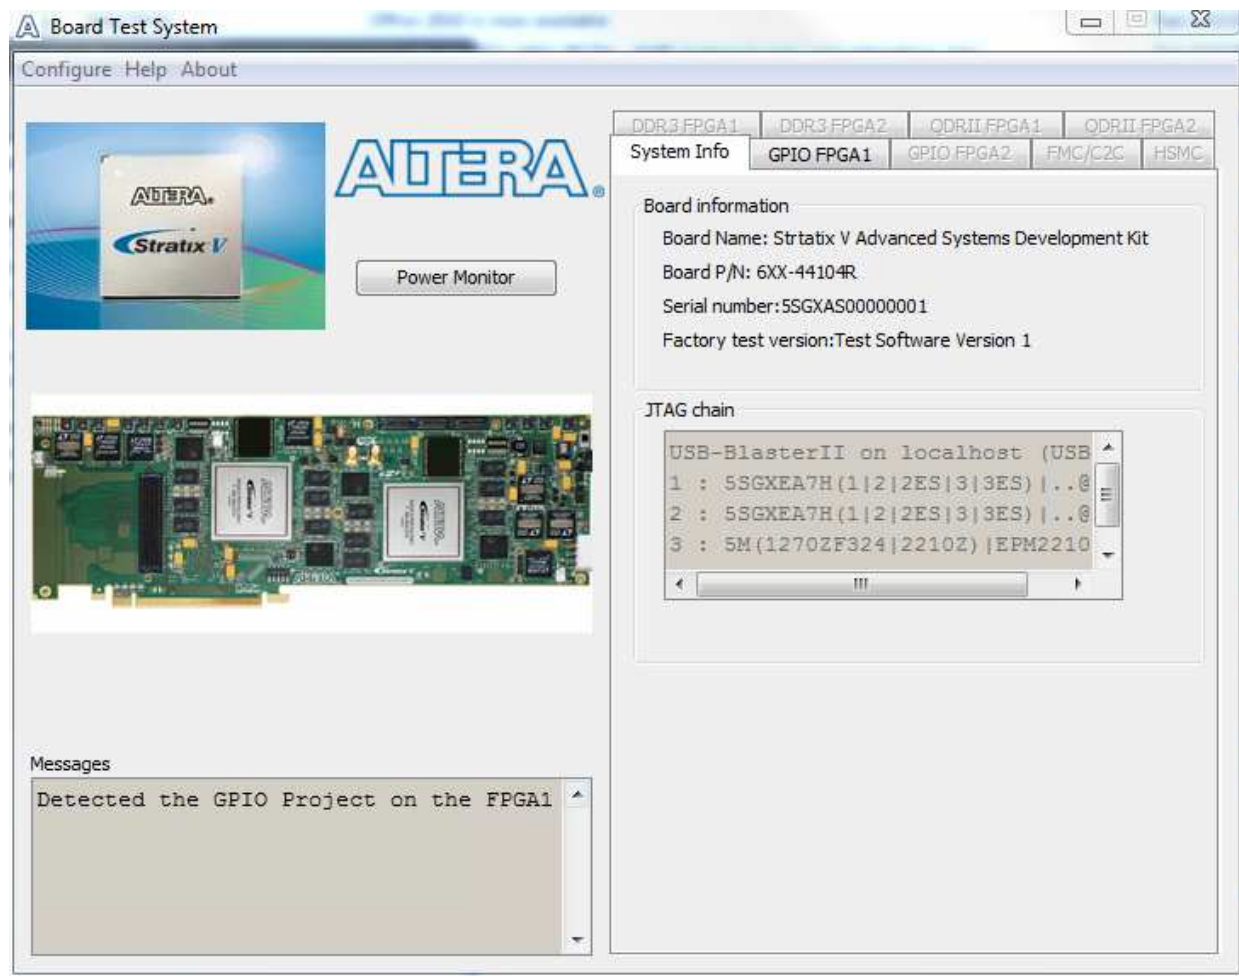 Board Test System
Configure Help About
ALTERA®
Stratix V
ALTERA®
Power Monitor
DDR3 FPGA1 DDR3 FPGA2 QDRII FPGA1 QDRII FPGA2
System Info GPIO FPGA1 GPIO FPGA2 FMC/C2C HSMC
Board information
Board Name: Strtatix V Advanced Systems Development Kit
Board P/N: 6XX-44104R
Serial number:5SGXAS00000001
Factory test version:Test Software Version 1
JTAG chain
USB-BlasterII on localhost (USB
1 : 5SGXEA7H(1|2|2ES|3|3ES)|..@
2 : 5SGXEA7H(1|2|2ES|3|3ES)|..@
3 : 5M(1270ZF324|2210Z)|EPM2210
Messages
Detected the GPIO Project on the FPGA1